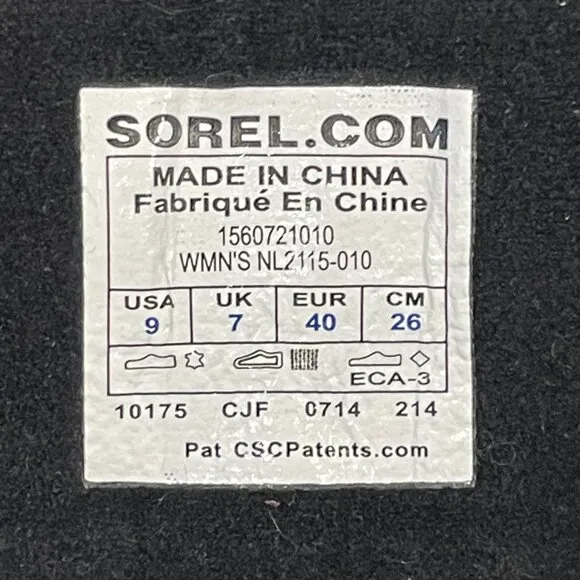 SOREL.COM
MADE IN CHINA
Fabriqué En Chine
1560721010
WMN'S NL2115-010
USA UK EUR CM
9 7 40 26
ECA-3
10175 CJF 0714 214
Pat CSCPatents.com